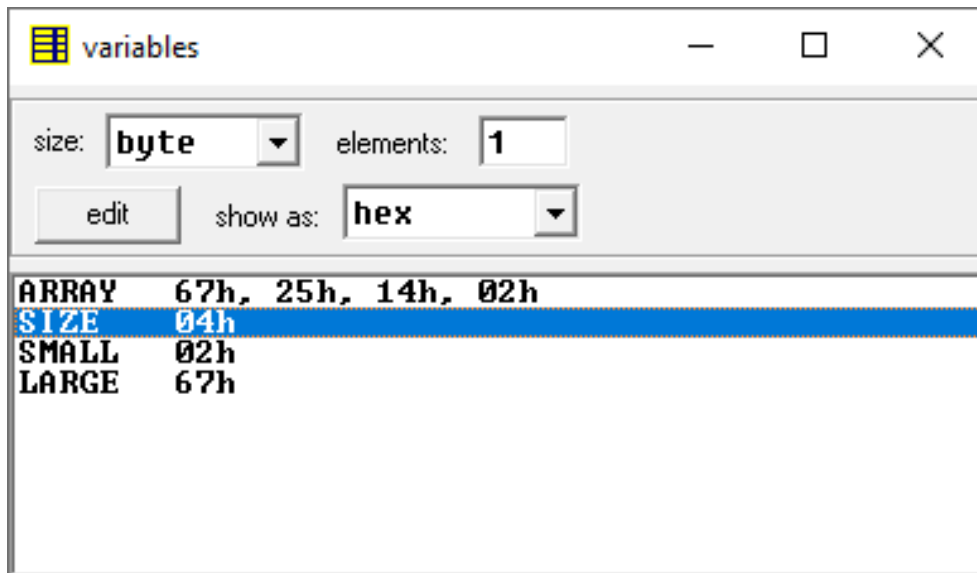 variables
size: byte elements: 1
edit show as: hex
ARRAY 67h, 25h, 14h, 02h
SIZE 04h
SMALL 02h
LARGE 67h